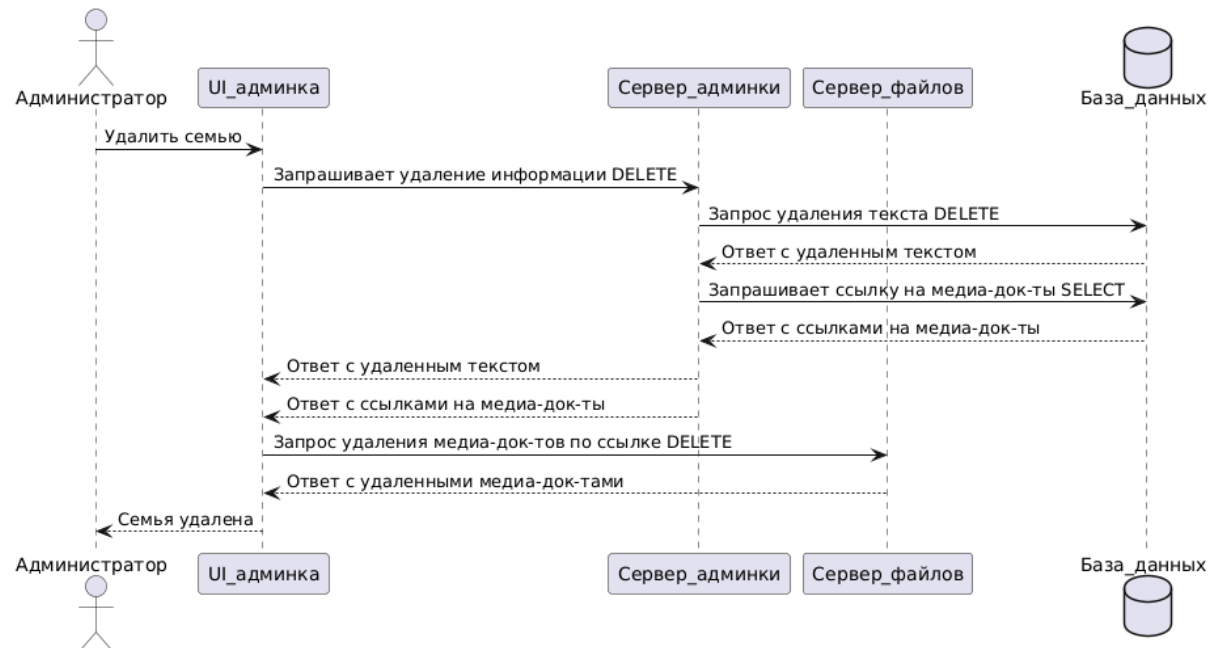 Администратор
UI_админка
Сервер_админки
Сервер_файлов
База_данных
Удалить семью
Запрашивает удаление информации DELETE
Запрос удаления текста DELETE
Ответ с удаленным текстом
Запрашивает ссылку на медиа-док-ты SELECT
Ответ с ссылками на медиа-док-ты
Ответ с удаленным текстом
Ответ с ссылками на медиа-док-ты
Запрос удаления медиа-док-тов по ссылке DELETE
Ответ с удаленными медиа-док-тами
Семья удалена
Администратор
UI_админка
Сервер_админки
Сервер_файлов
База_данных